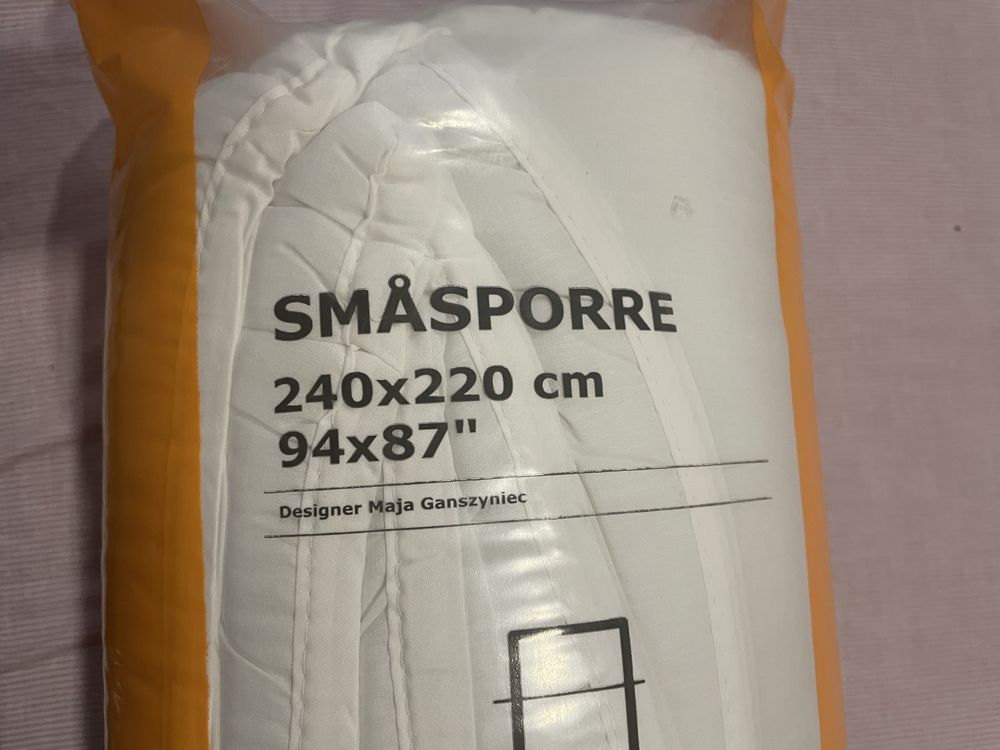 SMÅSPORRE
240x220 cm
94x87"
Designer Maja Ganszyniec